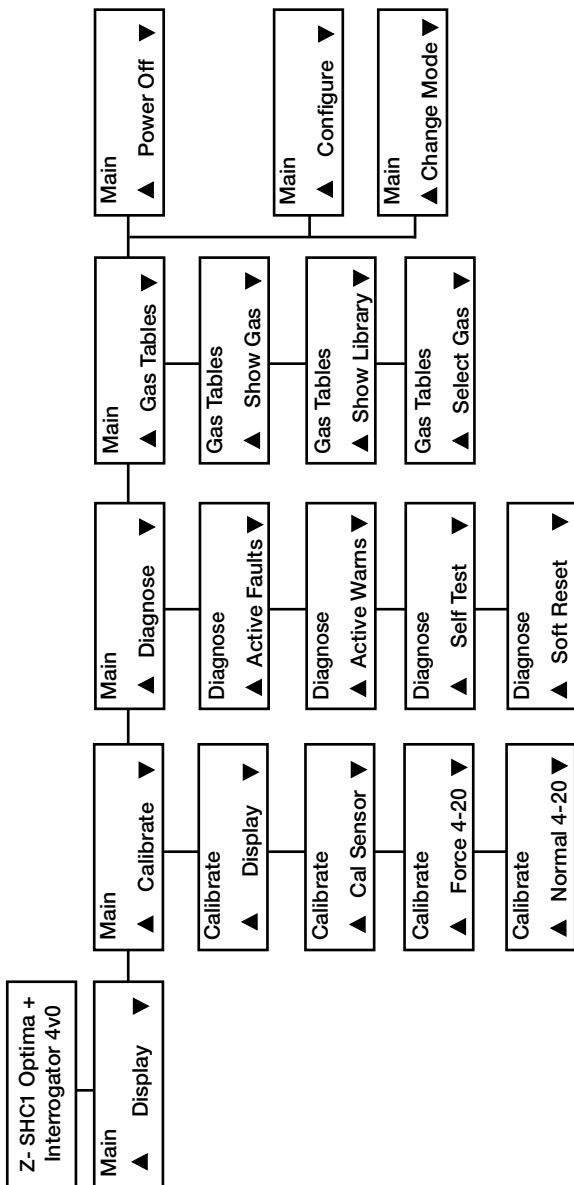 Z- SHC1 Optima +
Interrogator 4v0
Main
▲ Display ▼
Main
▲ Calibrate ▼
Calibrate
▲ Display ▼
Calibrate
▲ Cal Sensor ▼
Calibrate
▲ Force 4-20 ▼
Calibrate
▲ Normal 4-20 ▼
Main
▲ Diagnose ▼
Diagnose
▲ Active Faults ▼
Diagnose
▲ Active Warns ▼
Diagnose
▲ Self Test ▼
Diagnose
▲ Soft Reset ▼
Main
▲ Gas Tables ▼
Gas Tables
▲ Show Gas ▼
Gas Tables
▲ Show Library ▼
Gas Tables
▲ Select Gas ▼
Main
▲ Power Off ▼
Main
▲ Configure ▼
Main
▲ Change Mode ▼